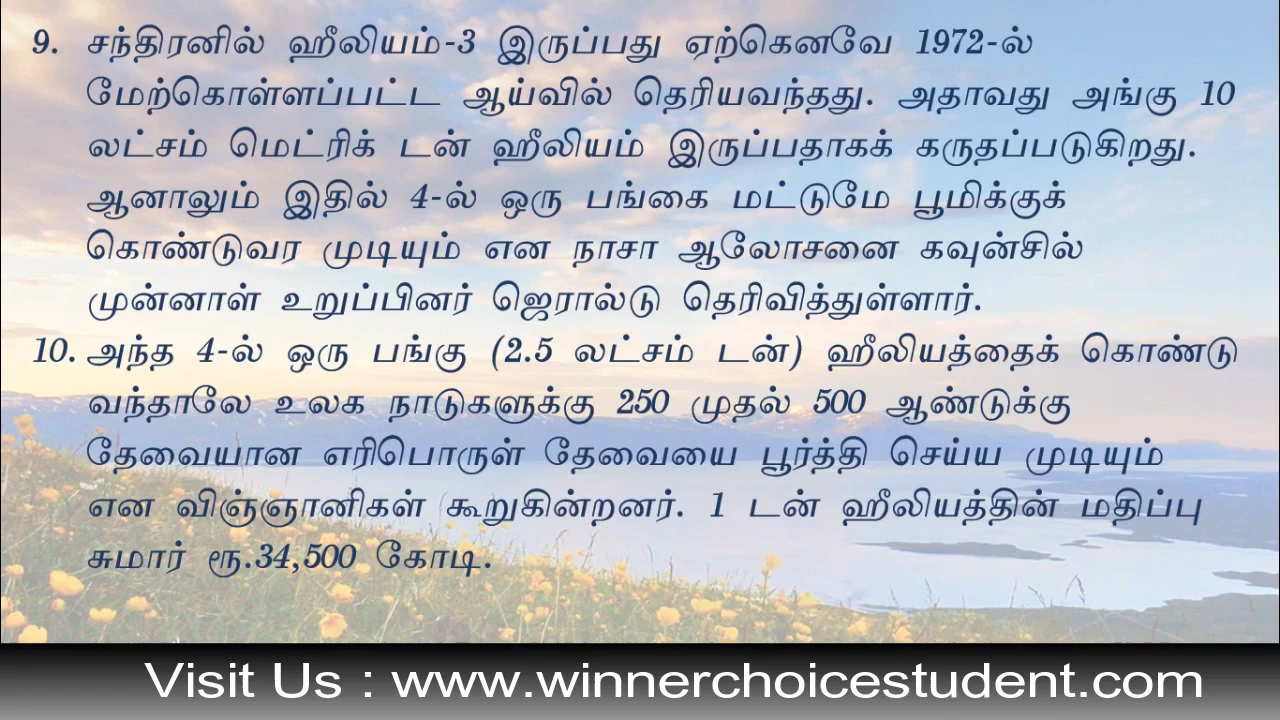 9. சந்திரனில் ஹீலியம்-3 இருப்பது ஏற்கெனவே 1972-ல்
மேற்கொள்ளப்பட்ட ஆய்வில் தெரியவந்தது. அதாவது அங்கு 10
லட்சம் மெட்ரிக் டன் ஹீலியம் இருப்பதாகக் கருதப்படுகிறது.
ஆனாலும் இதில் 4-ல் ஒரு பங்கை மட்டுமே பூமிக்குக்
கொண்டுவர முடியும் என நாசா ஆலோசனை கவுன்சில்
முன்னாள் உறுப்பினர் ஜெரால்டு தெரிவித்துள்ளார்.
10. அந்த 4-ல் ஒரு பங்கு (2.5 லட்சம் டன்) ஹீலியத்தைக் கொண்டு
வந்தாலே உலக நாடுகளுக்கு 250 முதல் 500 ஆண்டுக்கு
தேவையான எரிபொருள் தேவையை பூர்த்தி செய்ய முடியும்
என விஞ்ஞானிகள் கூறுகின்றனர். 1 டன் ஹீலியத்தின் மதிப்பு
சுமார் ரூ.34,500 கோடி.
Visit Us : www.winnerchoicestudent.com